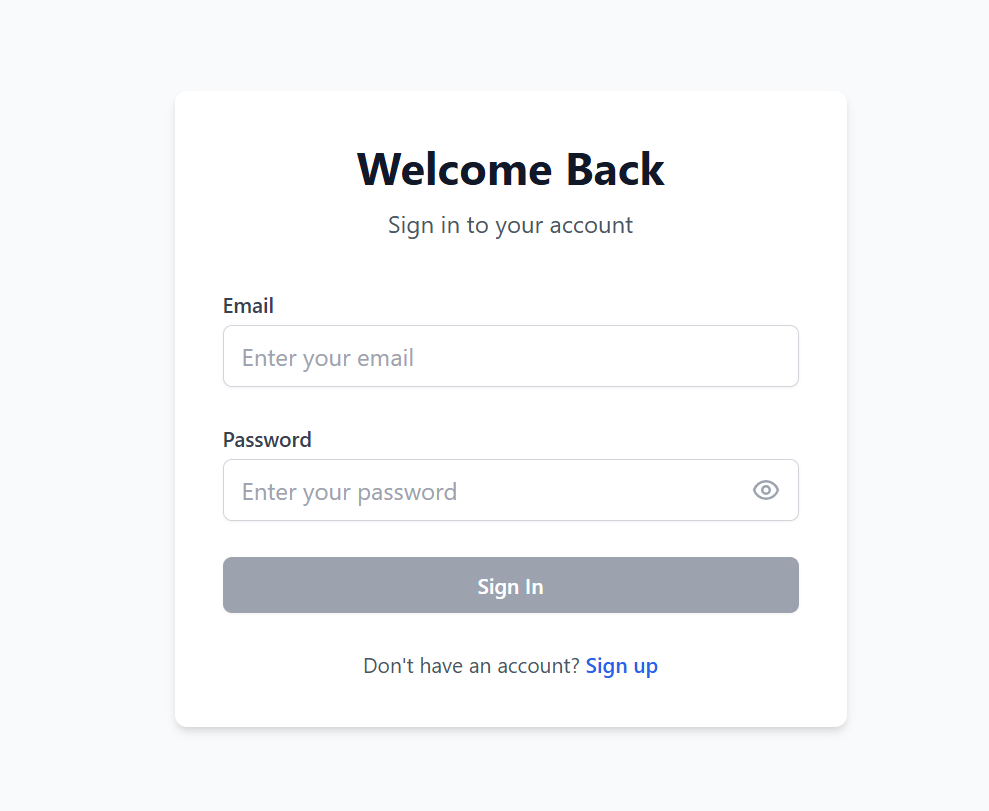 Welcome Back
Sign in to your account
Email
Enter your email
Password
Enter your password
Sign In
Don't have an account? Sign up